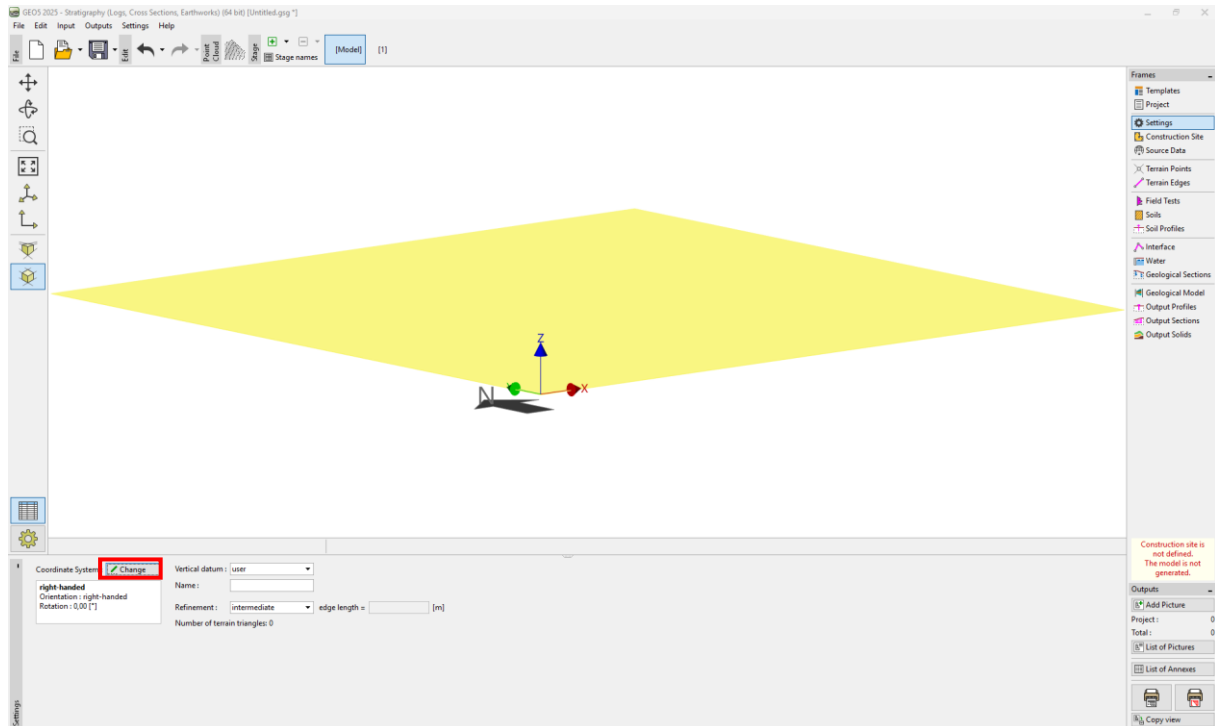 GEO5 2025 - Stratigraphy (Logs, Cross Sections, Earthworks) (64 bit) [Untitled.gsg *]
File Edit Input Outputs Settings Help
File
Edit
Point Cloud
Stage
Stage names
[Model]
[1]
Frames
Templates
Project
Settings
Construction Site
Source Data
Terrain Points
Terrain Edges
Field Tests
Soils
Soil Profiles
Interface
Water
Geological Sections
Geological Model
Output Profiles
Output Sections
Output Solids
Z
X
N
Construction site is
not defined.
The model is not
generated.
Coordinate System
Change
right-handed
Orientation : right-handed
Rotation : 0,00 [°]
Vertical datum : user
Name :
Refinement : intermediate edge length = [m]
Number of terrain triangles: 0
Settings
Outputs
Add Picture
Project : 0
Total : 0
List of Pictures
List of Annexes
Copy view